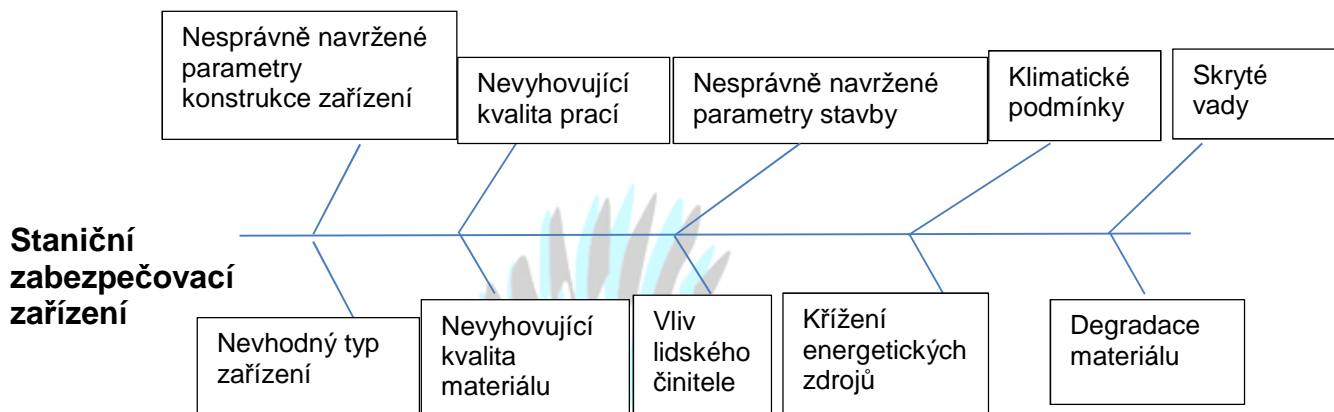 Nesprávně navržené
parametry
konstrukce zařízení
Nevyhovující
kvalita prací
Nesprávně navržené
parametry stavby
Klimatické
podmínky
Skryté
vady
Staniční
zabezpečovací
zařízení
Nevhodný typ
zařízení
Nevyhovující
kvalita
materiálu
Vliv
lidského
činitele
Křížení
energetických
zdrojů
Degradace
materiálu